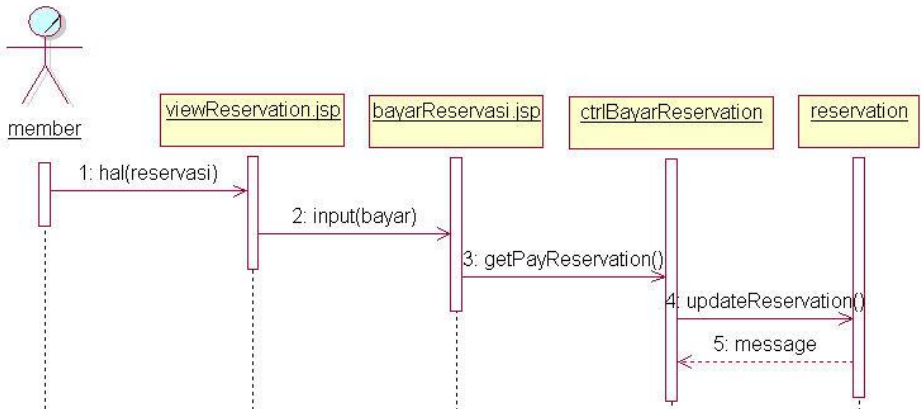 member
viewReservation.jsp
bayarReservasi.jsp
ctrlBayarReservation
reservation
1: hal(reservasi)
2: input(bayar)
3: getPayReservation()
4: updateReservation()
5: message